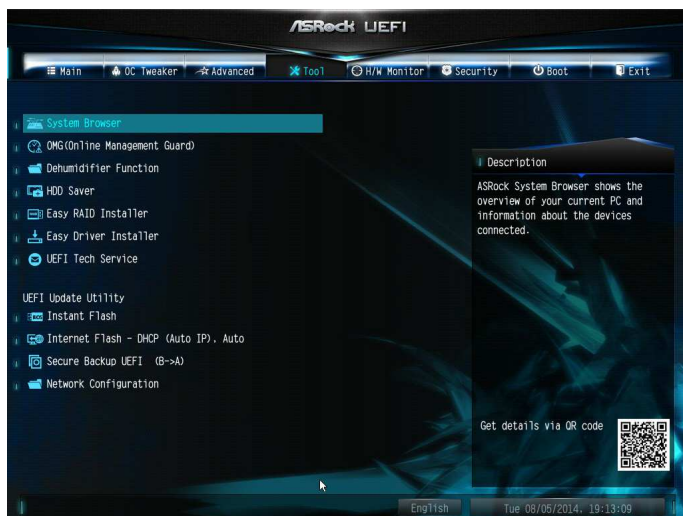 ASRock UEFI
Main OC Tweaker Advanced Tool H/W Monitor Security Boot Exit
System Browser
OMG(Online Management Guard)
Dehumidifier Function
HDD Saver
Easy RAID Installer
Easy Driver Installer
UEFI Tech Service
UEFI Update Utility
Instant Flash
Internet Flash - DHCP (Auto IP), Auto
Secure Backup UEFI (B->A)
Network Configuration
Description
ASRock System Browser shows the
overview of your current PC and
information about the devices
connected.
Get details via QR code
English
Tue 08/05/2014, 19:13:09